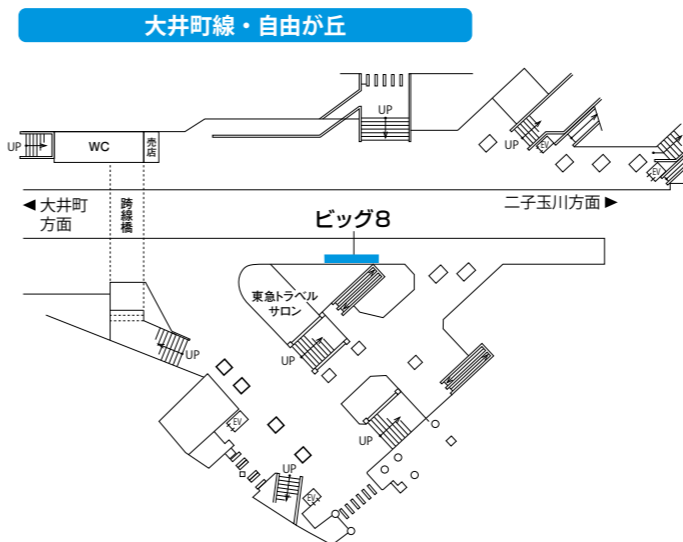 大井町線・自由が丘
UP
UP
WC
売店
UP
EV
EV
◀ 大井町
方面
跨線橋
二子玉川方面 ▶
ビッグ8
東急トラベル
サロン
UP
UP
EV
UP
UP
EV